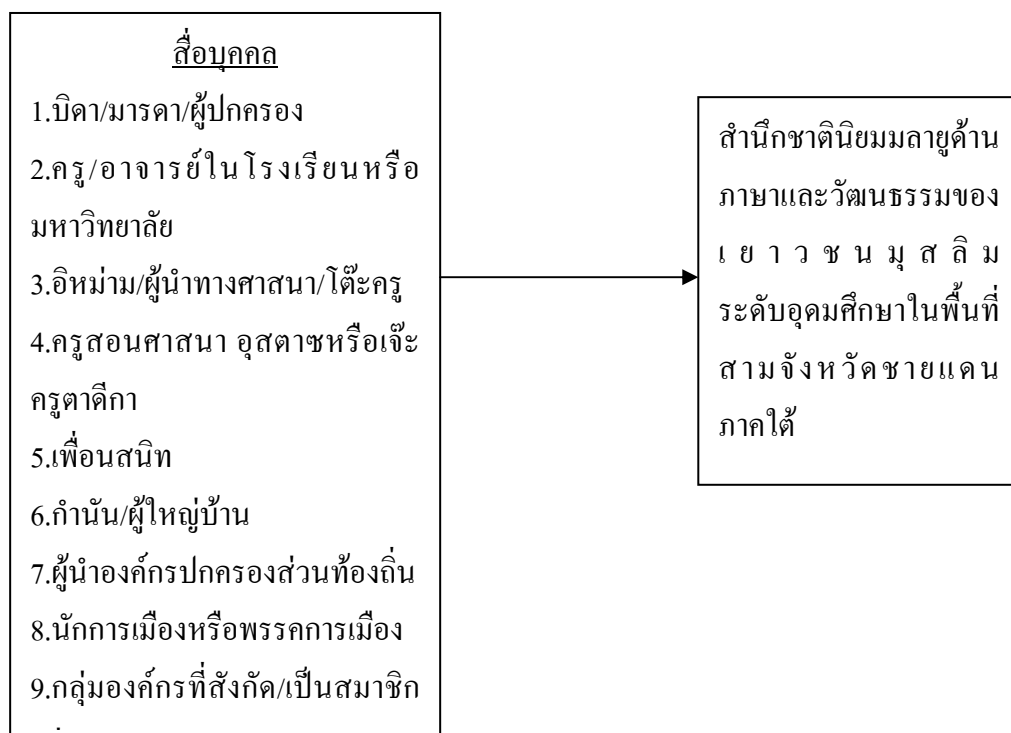 สื่อบุคคล
1.บิดา/มารดา/ผู้ปกครอง
2.ครู/อาจารย์ในโรงเรียนหรือ
มหาวิทยาลัย
3.อิหม่าม/ผู้นำทางศาสนา/โต๊ะครู
4.ครูสอนศาสนา อุสตาซหรือเจ๊ะ
ครูตาดีกา
5.เพื่อนสนิท
6.กำนัน/ผู้ใหญ่บ้าน
7.ผู้นำองค์กรปกครองส่วนท้องถิ่น
8.นักการเมืองหรือพรรคการเมือง
9.กลุ่มองค์กรที่สังกัด/เป็นสมาชิก
สำนึกชาตินิยมมลายูด้าน
ภาษาและวัฒนธรรมของ
เยาวชนมุสลิม
ระดับอุดมศึกษาในพื้นที่
สามจังหวัดชายแดน
ภาคใต้